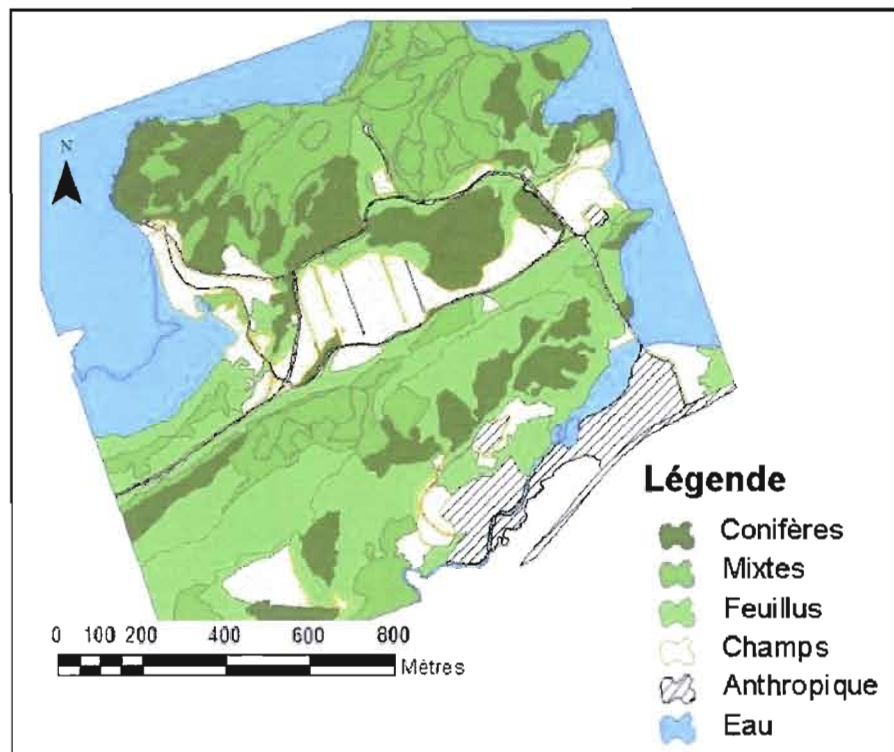 N
Légende
Conifères
Mixtes
Feuillus
Champs
Anthropique
Eau
0 100 200 400 600 800
Mètres